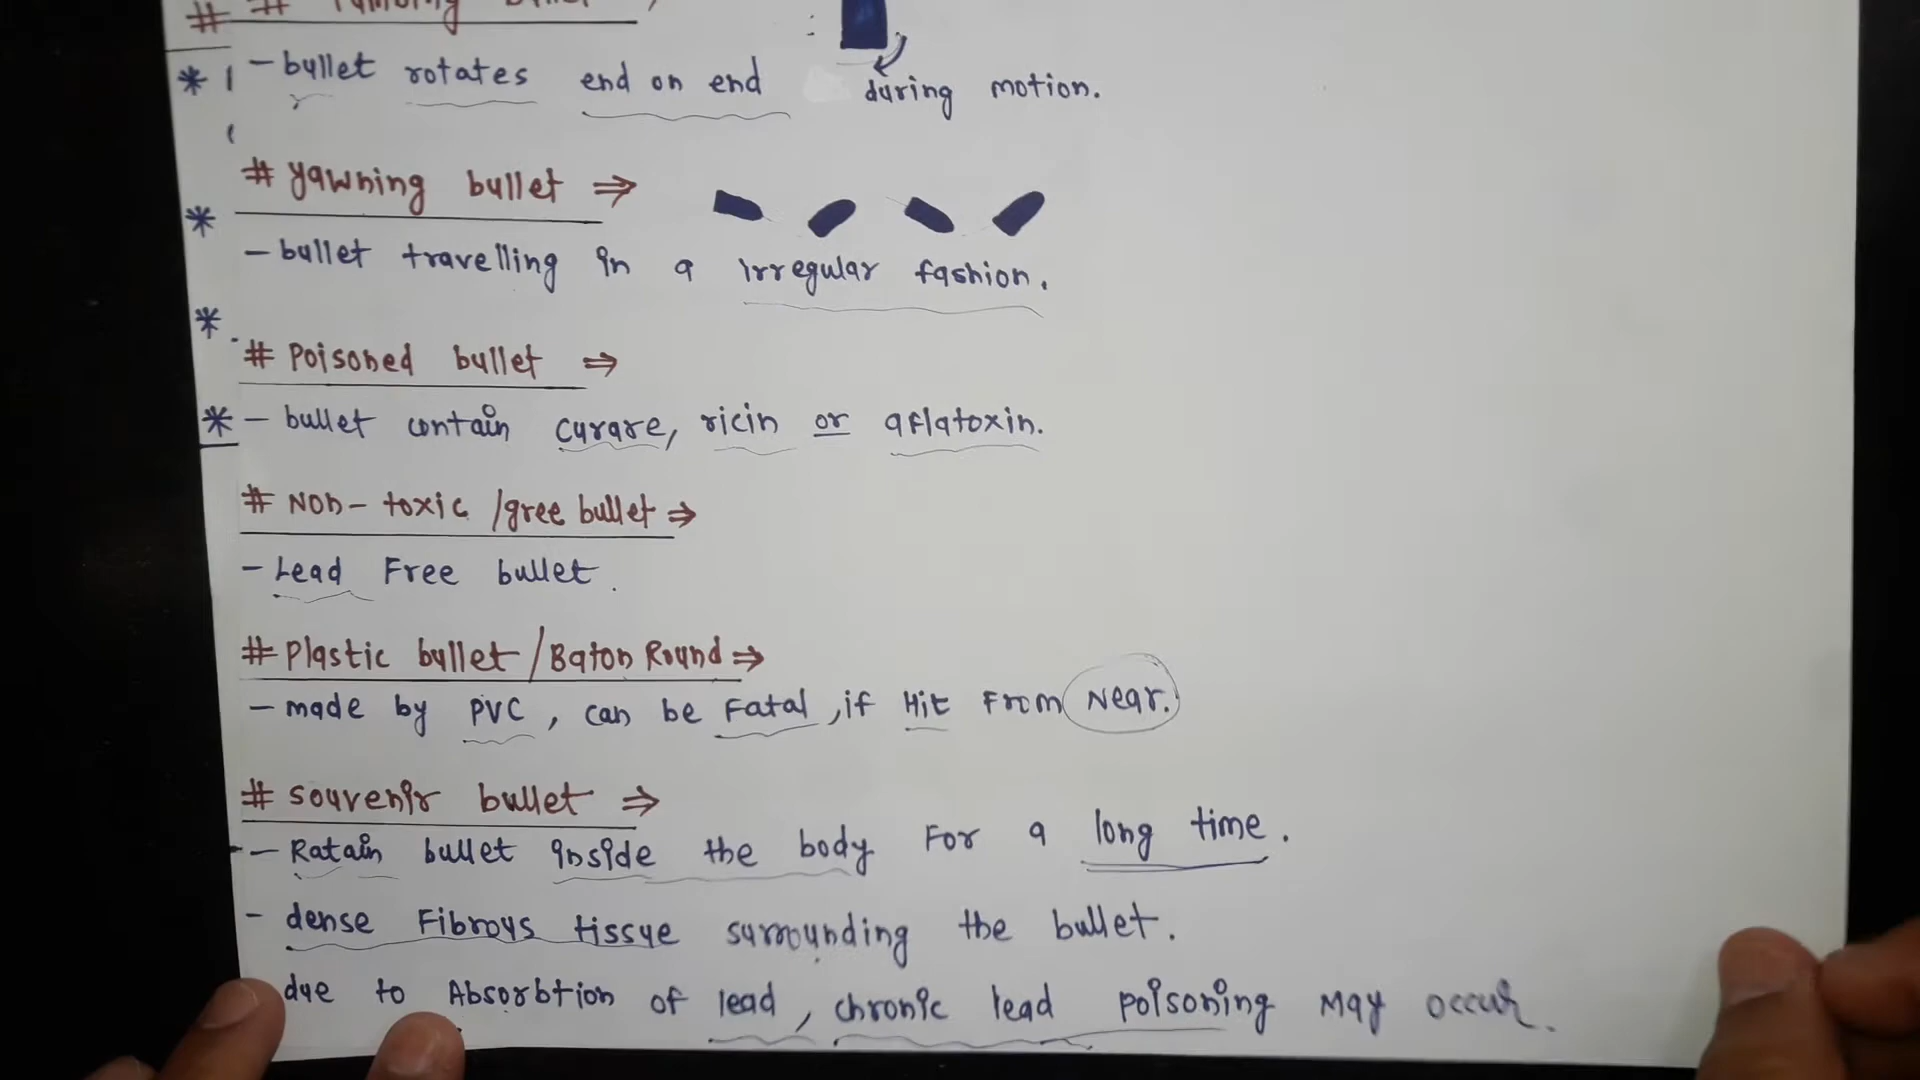 # # Tumbling bullet
* - bullet rotates end on end during motion.
# Yawning bullet ⇒
*
- bullet travelling in a irregular fashion.
*
# Poisoned bullet ⇒
* - bullet contain curare, ricin or aflatoxin.
# Non-toxic /gree bullet ⇒
- Lead Free bullet.
# Plastic bullet / Baton Round ⇒
- made by PVC, can be Fatal, if Hit From Near.
# Souvenir bullet ⇒
- Ratain bullet inside the body For a long time.
- dense Fibrous tissue surrounding the bullet.
due to Absorbtion of lead, chronic lead Poisoning May occur.